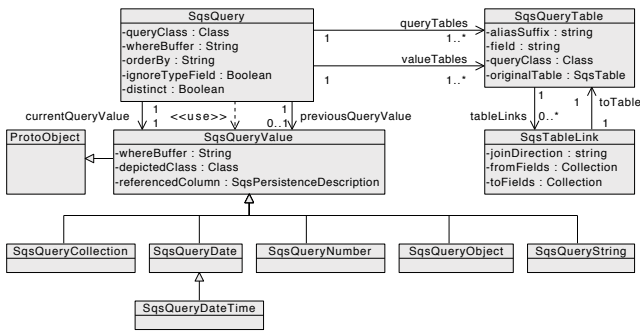 SqsQuery
-queryClass : Class
-whereBuffer : String
-orderBy : String
-ignoreTypeField : Boolean
-distinct : Boolean
queryTables
1
1..*
valueTables
1
1..*
SqsQueryTable
-aliasSuffix : string
-field : string
-queryClass : Class
-originalTable : SqsTable
currentQueryValue
1
1
<<use>>
1
0..1
previousQueryValue
tableLinks
1
0..*
1
toTable
1
ProtoObject
SqsQueryValue
-whereBuffer : String
-depictedClass : Class
-referencedColumn : SqsPersistenceDescription
SqsTableLink
-joinDirection : string
-fromFields : Collection
-toFields : Collection
SqsQueryCollection
SqsQueryDate
SqsQueryNumber
SqsQueryObject
SqsQueryString
SqsQueryDateTime